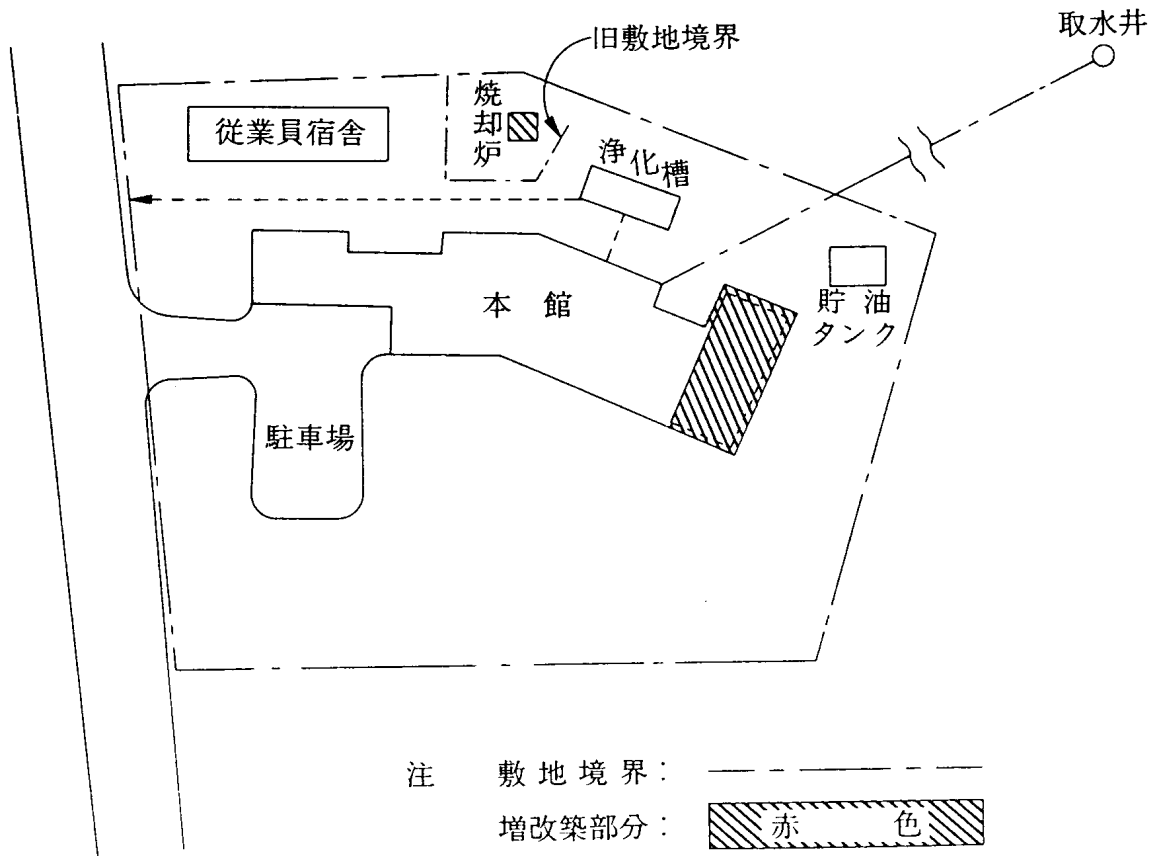 取水井
旧敷地境界
焼却炉
従業員宿舎
浄化槽
本館
貯油
タンク
駐車場
注 敷地境界：
増改築部分： 赤色